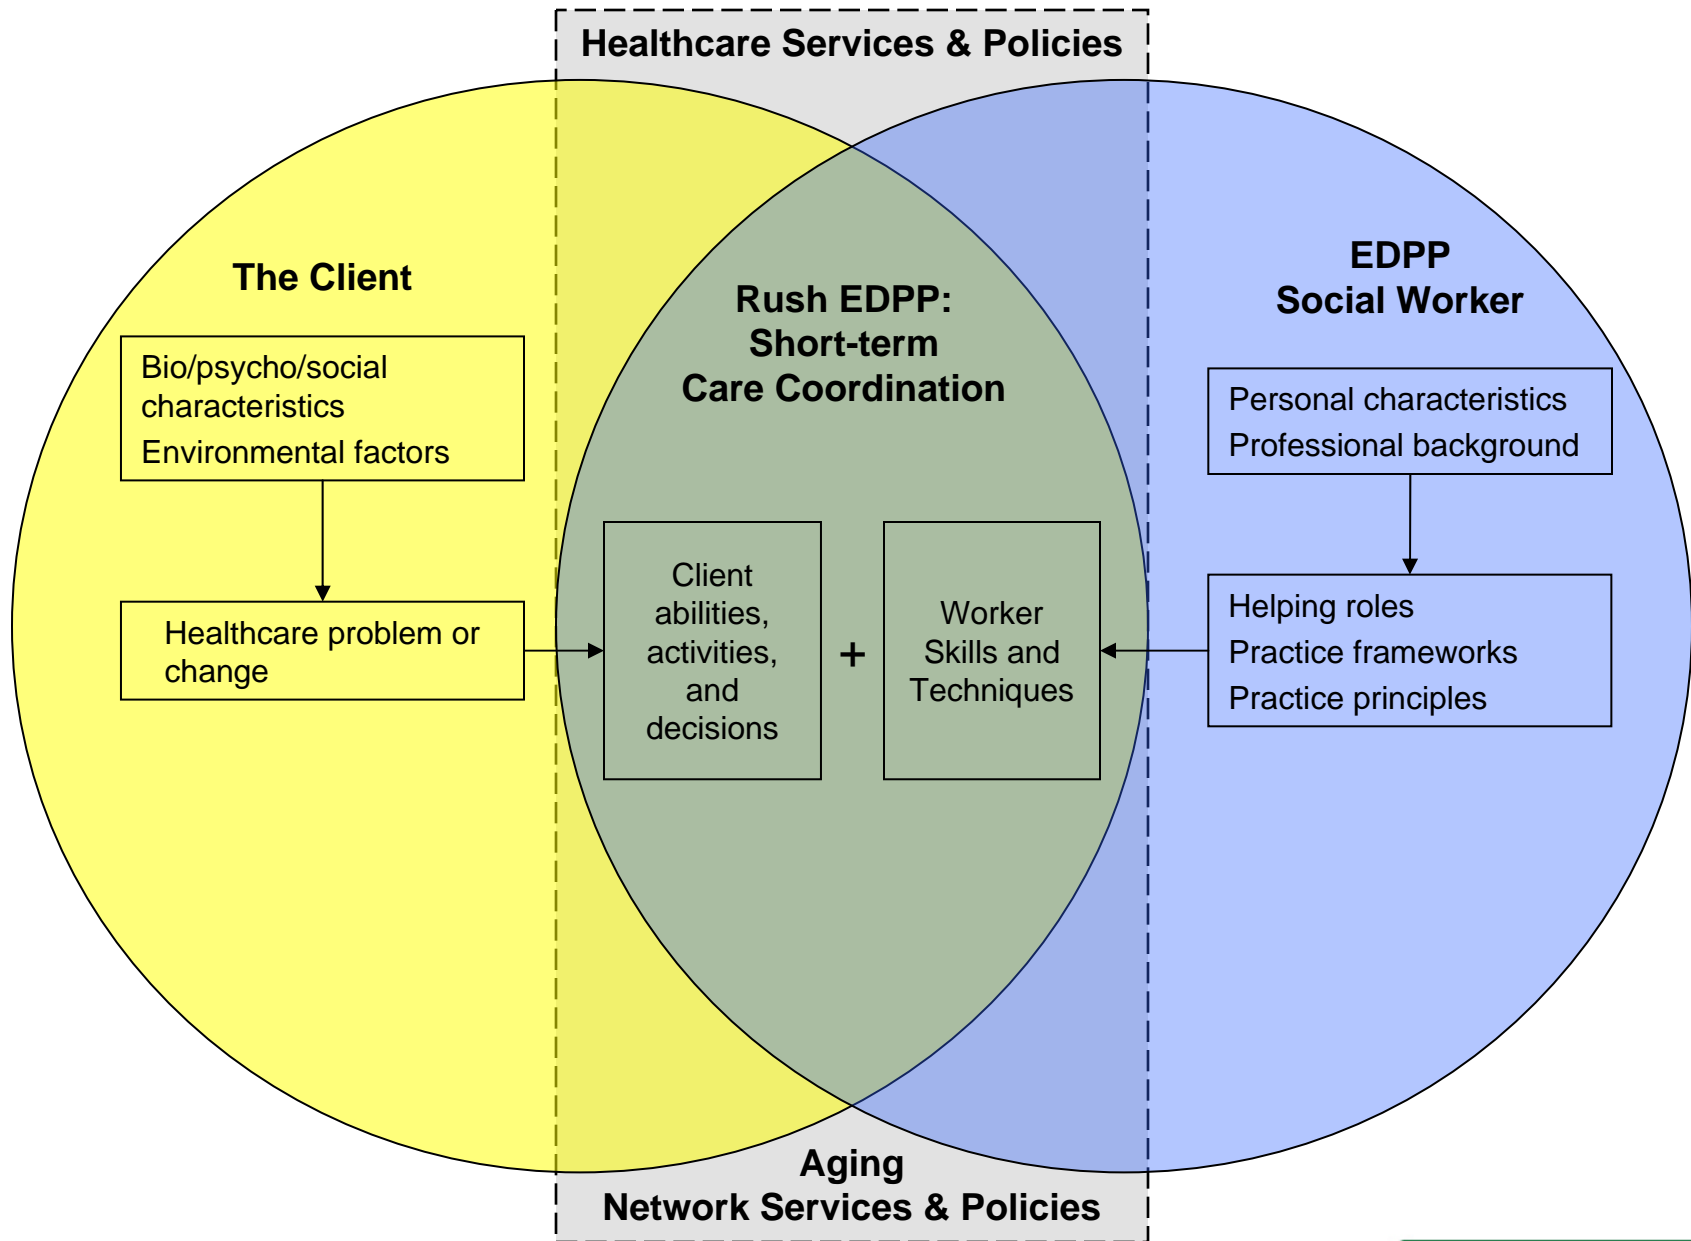 Healthcare Services & Policies
The Client
Bio/psycho/social
characteristics
Environmental factors
Healthcare problem or
change
Rush EDPP:
Short-term
Care Coordination
Client
abilities,
activities,
and
decisions
+
Worker
Skills and
Techniques
EDPP
Social Worker
Personal characteristics
Professional background
Helping roles
Practice frameworks
Practice principles
Aging
Network Services & Policies